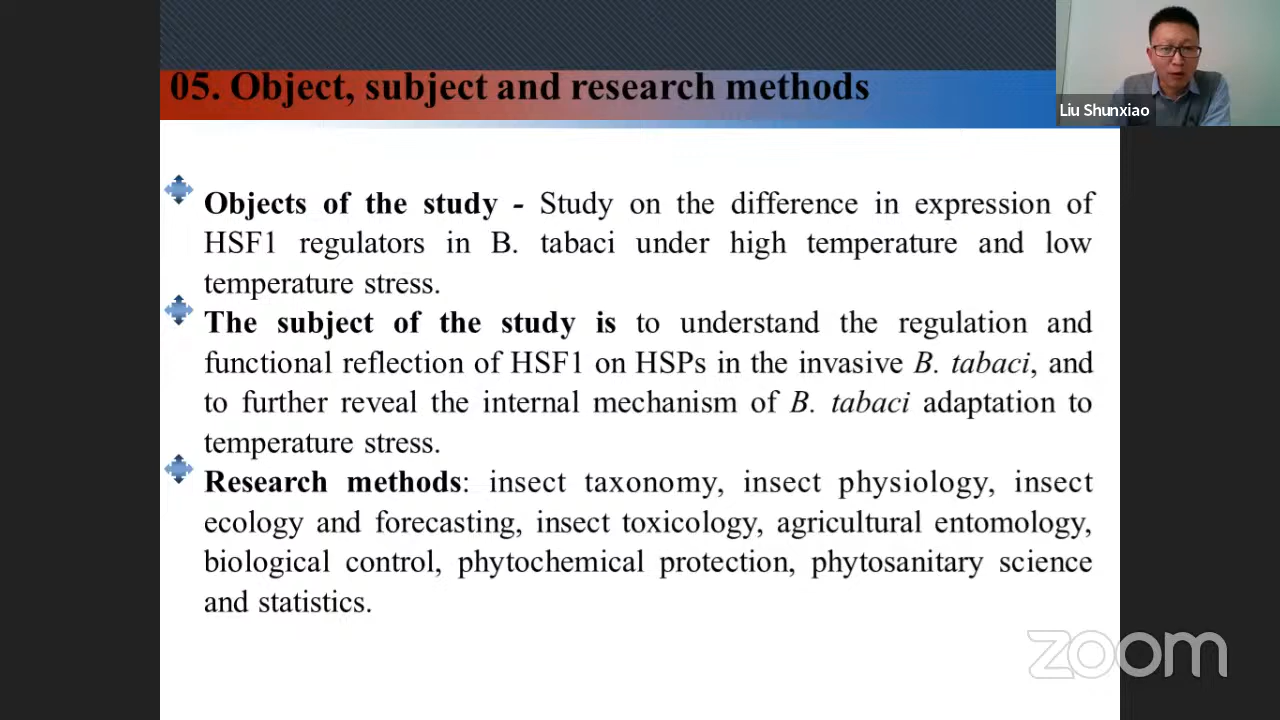 05. Object, subject and research methods
Liu Shunxiao
Objects of the study - Study on the difference in expression of
HSF1 regulators in B. tabaci under high temperature and low
temperature stress.
The subject of the study is to understand the regulation and
functional reflection of HSF1 on HSPs in the invasive B. tabaci, and
to further reveal the internal mechanism of B. tabaci adaptation to
temperature stress.
Research methods: insect taxonomy, insect physiology, insect
ecology and forecasting, insect toxicology, agricultural entomology,
biological control, phytochemical protection, phytosanitary science
and statistics.
zoom